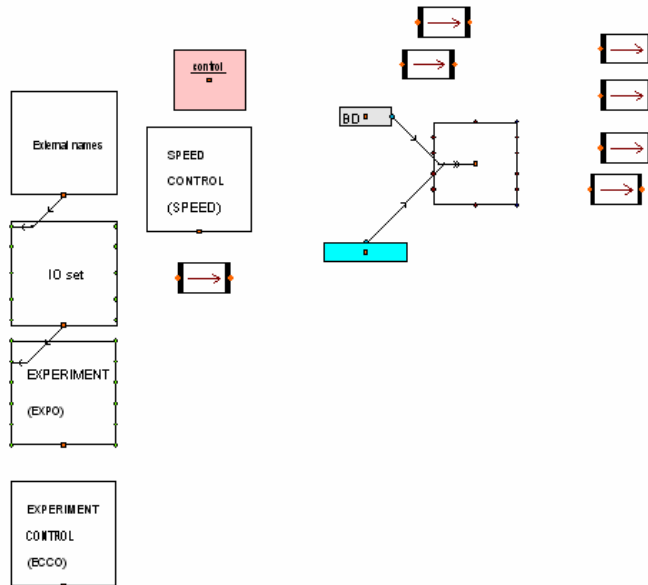 control
BD
External names
SPEED
CONTROL
(SPEED)
IO set
EXPERIMENT
(EXPO)
EXPERIMENT
CONTROL
(ECCO)